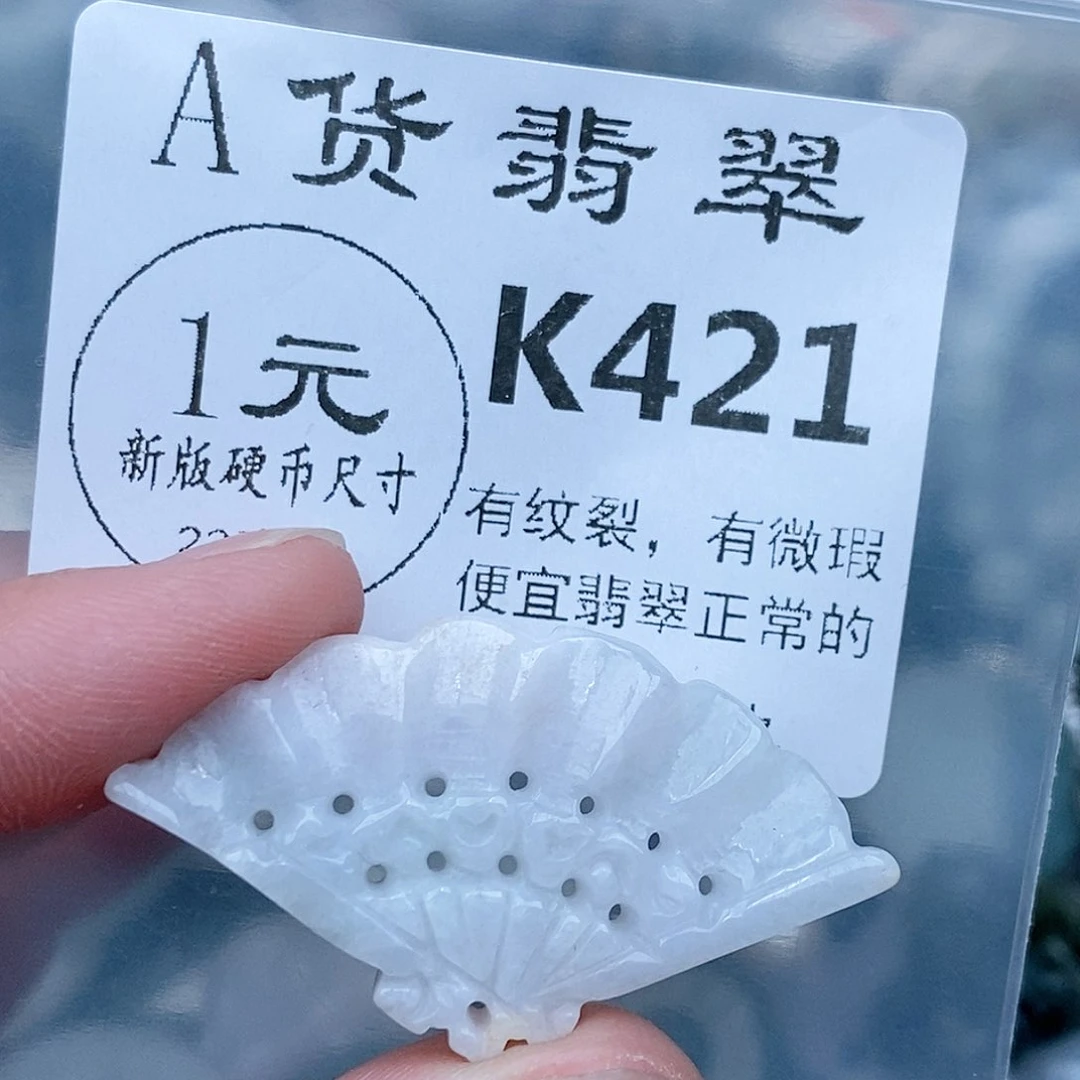 A货翡翠
1元
新版硬币尺寸
K421
有纹裂，有微瑕
便宜翡翠正常的